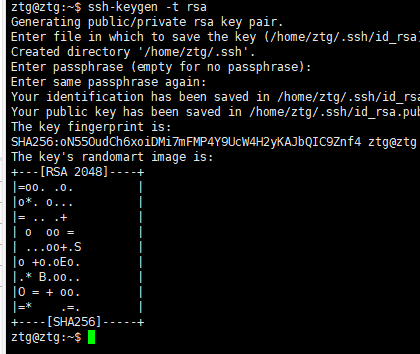 ztg@ztg:~$ ssh-keygen -t rsa
Generating public/private rsa key pair.
Enter file in which to save the key (/home/ztg/.ssh/id_rsa)
Created directory '/home/ztg/.ssh'.
Enter passphrase (empty for no passphrase):
Enter same passphrase again:
Your identification has been saved in /home/ztg/.ssh/id_rsa
Your public key has been saved in /home/ztg/.ssh/id_rsa.pub
The key fingerprint is:
SHA256:oN55OudCh6xoiDMi7mFMP4Y9UcW4H2yKAJbQIC9Znf4 ztg@ztg
The key's randomart image is:
+---[RSA 2048]----+
|=oo. .o.         |
|o*. o...         |
|= .. .+          |
| o  oo =         |
| ...oo+.S        |
|o +o.oEo.        |
|.* B.oo..        |
|O = + oo.        |
|=*    .=.        |
+----[SHA256]-----+
ztg@ztg:~$